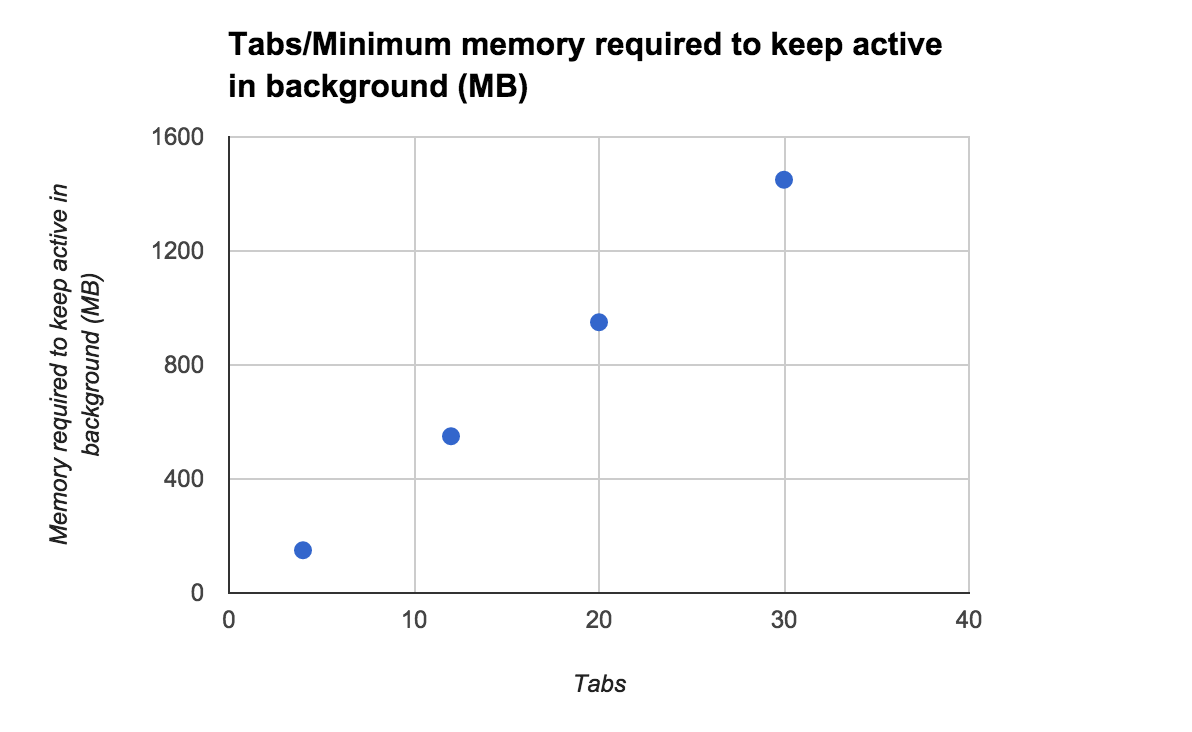 Tabs/Minimum memory required to keep active
in background (MB)
1600
1200
800
400
0
Memory required to keep active in
background (MB)
0 10 20 30 40
Tabs